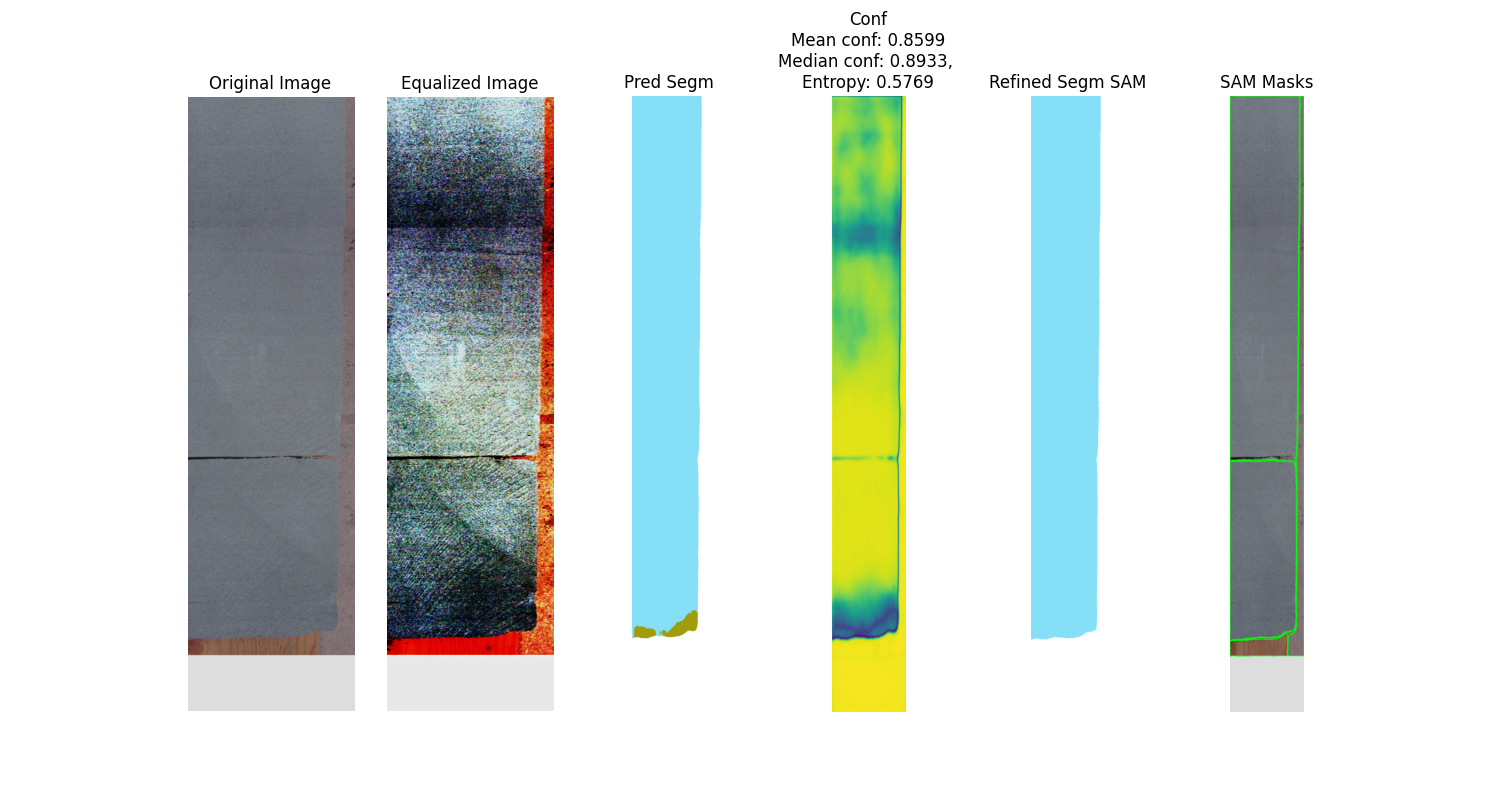 Original Image
Equalized Image
Pred Segm
Conf
Mean conf: 0.8599
Median conf: 0.8933,
Entropy: 0.5769
Refined Segm SAM
SAM Masks